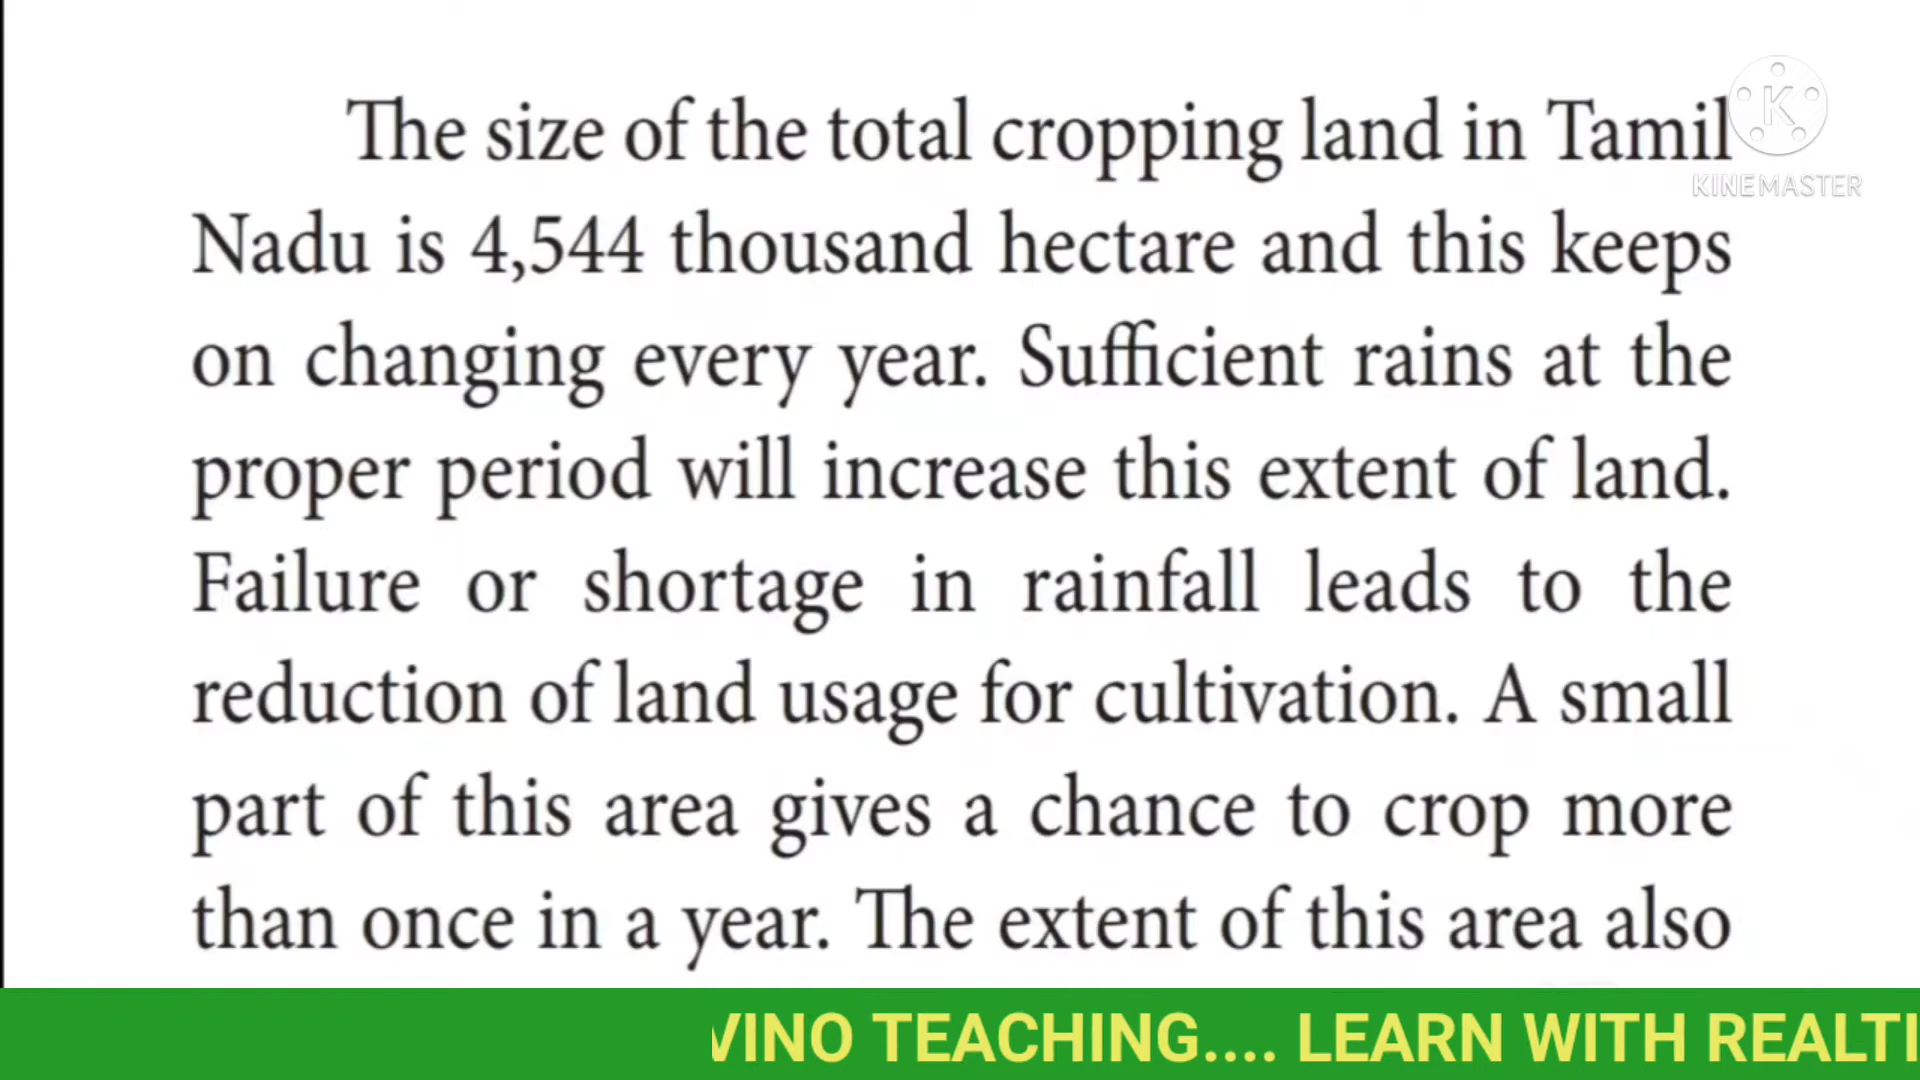 The size of the total cropping land in Tamil
Nadu is 4,544 thousand hectare and this keeps
on changing every year. Sufficient rains at the
proper period will increase this extent of land.
Failure or shortage in rainfall leads to the
reduction of land usage for cultivation. A small
part of this area gives a chance to crop more
than once in a year. The extent of this area also
K
KINEMASTER
VINO TEACHING.... LEARN WITH REALTI